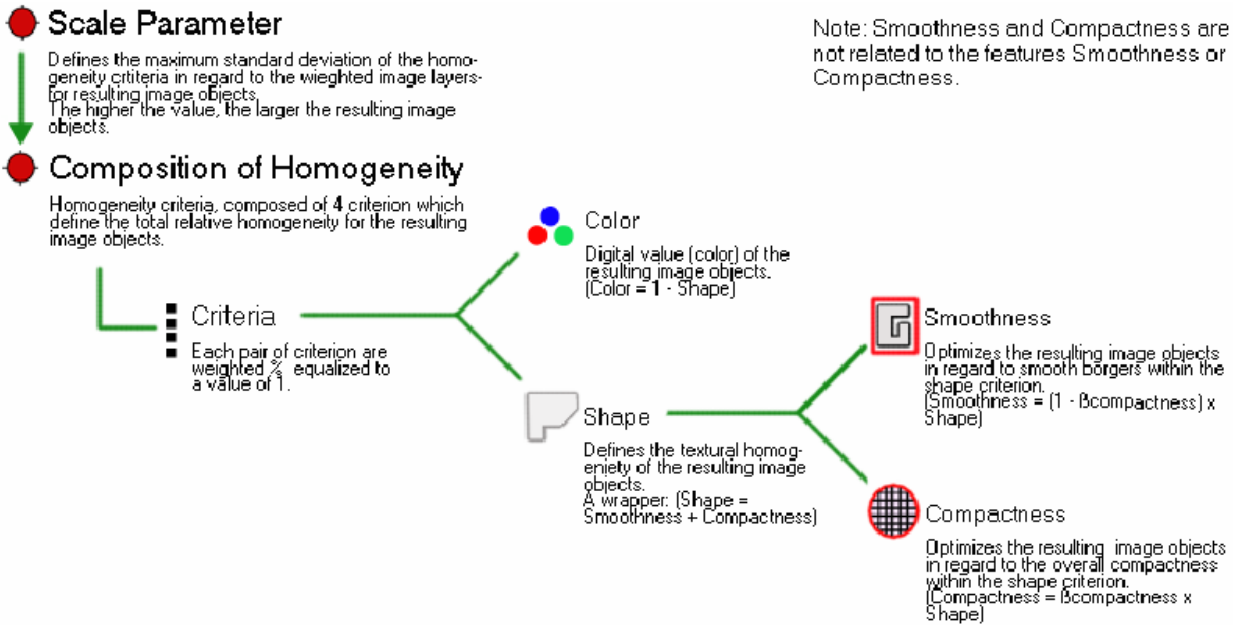 Scale Parameter
Defines the maximum standard deviation of the homo-
geneity crtiteria in regard to the wieghted image layers-
for resulting image objects.
The higher the value, the larger the resulting image
objects.
Note: Smoothness and Compactness are
not related to the features Smoothness or
Compactness.
Composition of Homogeneity
Homogeneity criteria, composed of 4 criterion which
define the total relative homogeneity for the resulting
image objects.
Color
Digital value (color) of the
resulting image objects.
(Color = 1 - Shape)
Criteria
Each pair of criterion are
weighted % equalized to
a value of 1.
Shape
Defines the textural homog-
eniety of the resulting image
objects.
A wrapper: (Shape =
Smoothness + Compactness)
Smoothness
Optimizes the resulting image objects
in regard to smooth borgers within the
shape criterion.
(Smoothness = (1 - βcompactness) x
Shape)
Compactness
Optimizes the resulting image objects
in regard to the overall compactness
within the shape criterion.
(Compactness = βcompactness x
Shape)